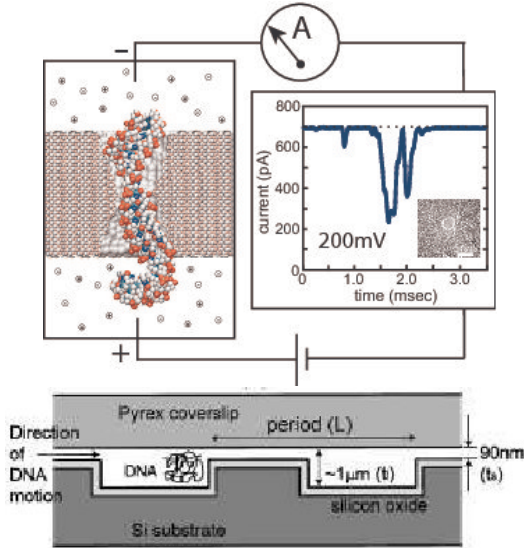 −
A
800
600
400
200
0
current (pA)
200mV
0
1.0
2.0
3.0
time (msec)
+
Pyrex coverslip
Direction
of
DNA
motion
period (L)
DNA
~1μm (t)
90nm
(ts)
silicon oxide
Si substrate